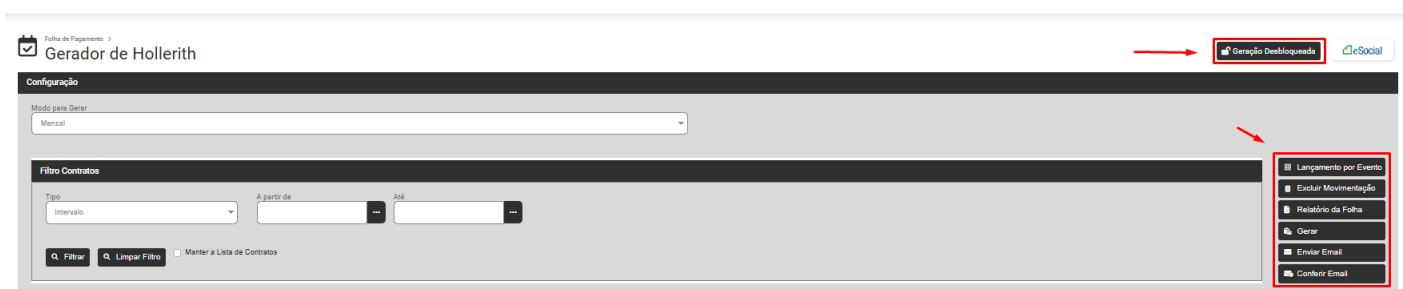 Folha de Pagamento >
Gerador de Hollerith
Geração Desbloqueada
eSocial
Configuração
Modo para Gerar
Mensal
Filtro Contratos
Tipo
A partir de
Até
Intervalo
...
...
Filtrar
Limpar Filtro
Manter a Lista de Contratos
Lançamento por Evento
Excluir Movimentação
Relatório da Folha
Gerar
Enviar Email
Conferir Email